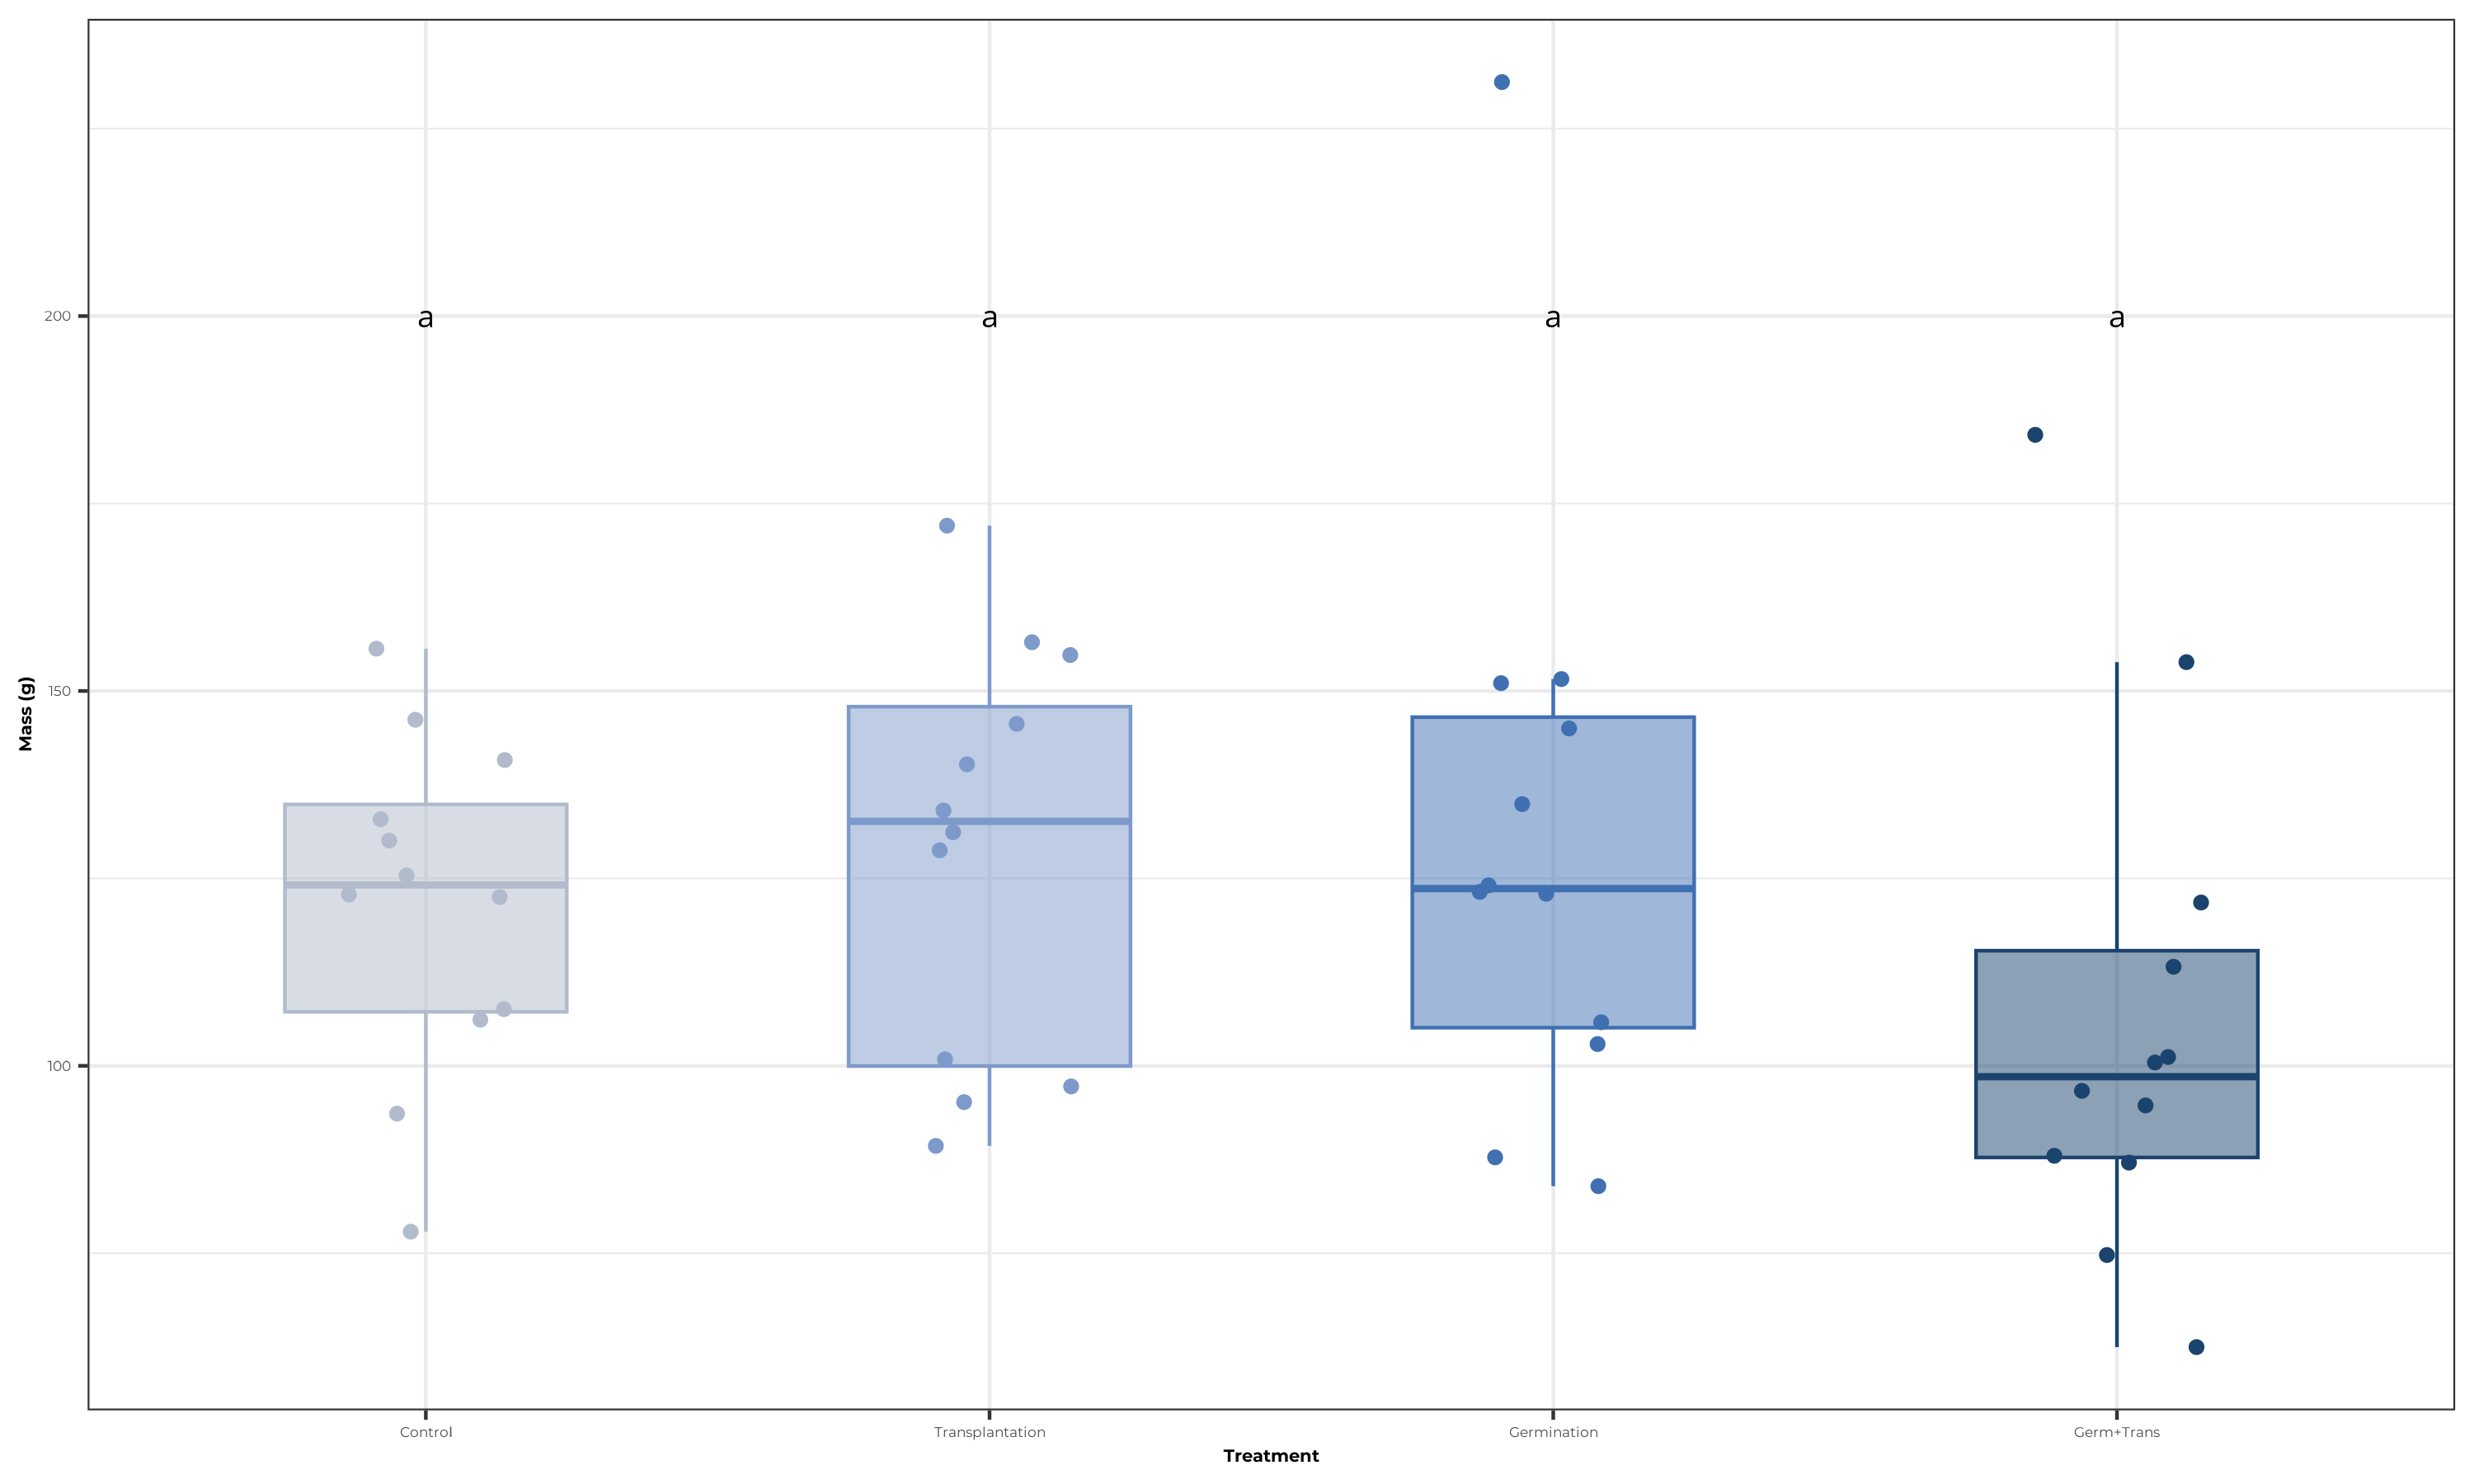 200
a a a a
150
Mass (g)
100
Control Transplantation Germination Germ+Trans
Treatment